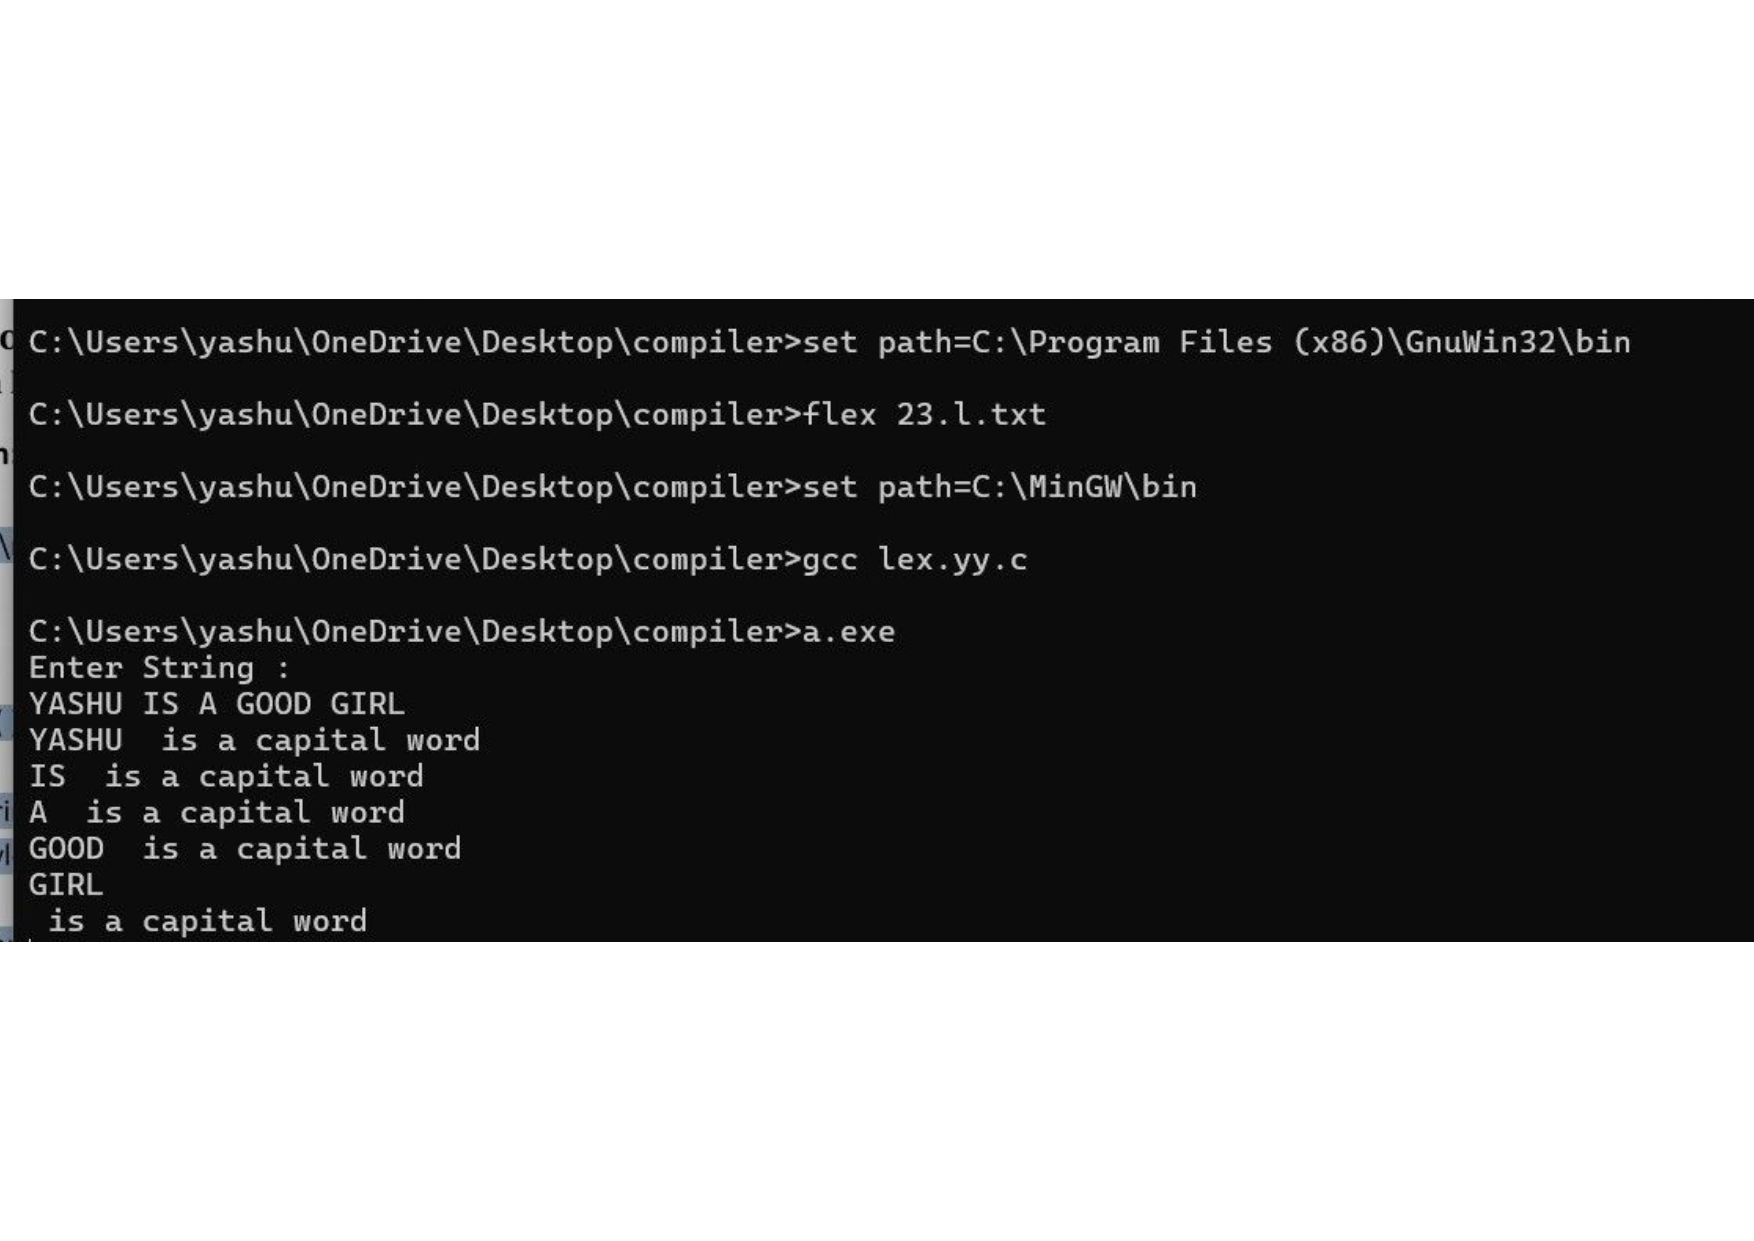 C:\Users\yashu\OneDrive\Desktop\compiler>set path=C:\Program Files (x86)\GnuWin32\bin
C:\Users\yashu\OneDrive\Desktop\compiler>flex 23.l.txt
C:\Users\yashu\OneDrive\Desktop\compiler>set path=C:\MinGW\bin
C:\Users\yashu\OneDrive\Desktop\compiler>gcc lex.yy.c
C:\Users\yashu\OneDrive\Desktop\compiler>a.exe
Enter String :
YASHU IS A GOOD GIRL
YASHU  is a capital word
IS  is a capital word
A  is a capital word
GOOD  is a capital word
GIRL
 is a capital word